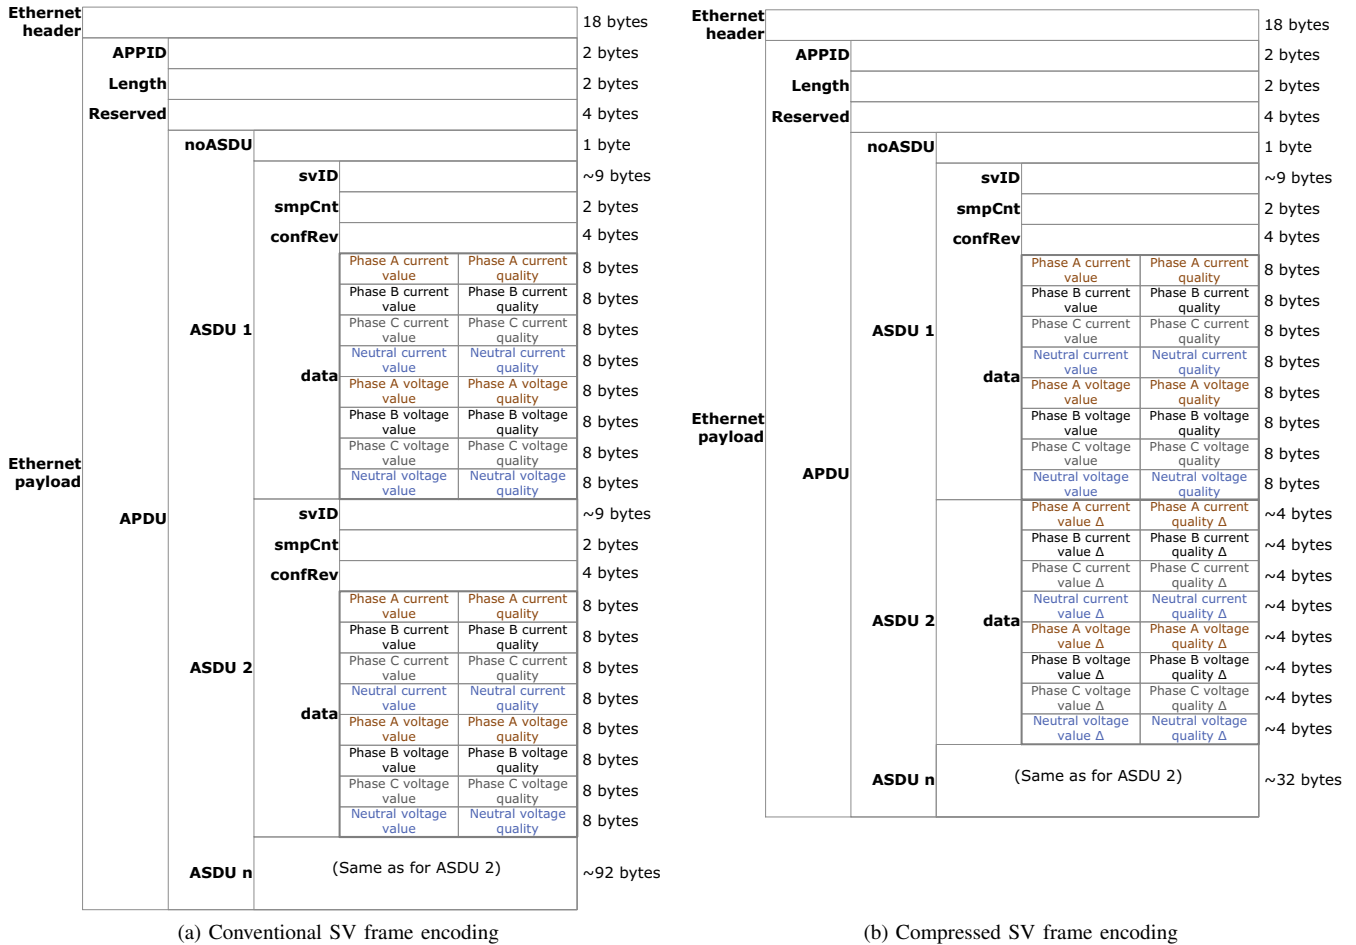 Ethernet
header
18 bytes
APPID
2 bytes
Length
2 bytes
Reserved
4 bytes
noASDU
1 byte
svID
~9 bytes
smpCnt
2 bytes
confRev
4 bytes
Phase A current
value
Phase A current
quality
8 bytes
Phase B current
value
Phase B current
quality
8 bytes
ASDU 1
Phase C current
value
Phase C current
quality
8 bytes
Neutral current
value
Neutral current
quality
8 bytes
data
Phase A voltage
value
Phase A voltage
quality
8 bytes
Phase B voltage
value
Phase B voltage
quality
8 bytes
Phase C voltage
value
Phase C voltage
quality
8 bytes
Ethernet
payload
Neutral voltage
value
Neutral voltage
quality
8 bytes
APDU
svID
~9 bytes
smpCnt
2 bytes
confRev
4 bytes
Phase A current
value
Phase A current
quality
8 bytes
Phase B current
value
Phase B current
quality
8 bytes
ASDU 2
Phase C current
value
Phase C current
quality
8 bytes
Neutral current
value
Neutral current
quality
8 bytes
data
Phase A voltage
value
Phase A voltage
quality
8 bytes
Phase B voltage
value
Phase B voltage
quality
8 bytes
Phase C voltage
value
Phase C voltage
quality
8 bytes
Neutral voltage
value
Neutral voltage
quality
8 bytes
ASDU n
(Same as for ASDU 2)
~92 bytes
(a) Conventional SV frame encoding
Ethernet
header
18 bytes
APPID
2 bytes
Length
2 bytes
Reserved
4 bytes
noASDU
1 byte
svID
~9 bytes
smpCnt
2 bytes
confRev
4 bytes
Phase A current
value
Phase A current
quality
8 bytes
Phase B current
value
Phase B current
quality
8 bytes
ASDU 1
Phase C current
value
Phase C current
quality
8 bytes
Neutral current
value
Neutral current
quality
8 bytes
data
Phase A voltage
value
Phase A voltage
quality
8 bytes
Ethernet
payload
Phase B voltage
value
Phase B voltage
quality
8 bytes
Phase C voltage
value
Phase C voltage
quality
8 bytes
APDU
Neutral voltage
value
Neutral voltage
quality
8 bytes
Phase A current
value Δ
Phase A current
quality Δ
~4 bytes
Phase B current
value Δ
Phase B current
quality Δ
~4 bytes
Phase C current
value Δ
Phase C current
quality Δ
~4 bytes
ASDU 2
data
Neutral current
value Δ
Neutral current
quality Δ
~4 bytes
Phase A voltage
value Δ
Phase A voltage
quality Δ
~4 bytes
Phase B voltage
value Δ
Phase B voltage
quality Δ
~4 bytes
Phase C voltage
value Δ
Phase C voltage
quality Δ
~4 bytes
Neutral voltage
value Δ
Neutral voltage
quality Δ
~4 bytes
ASDU n
(Same as for ASDU 2)
~32 bytes
(b) Compressed SV frame encoding